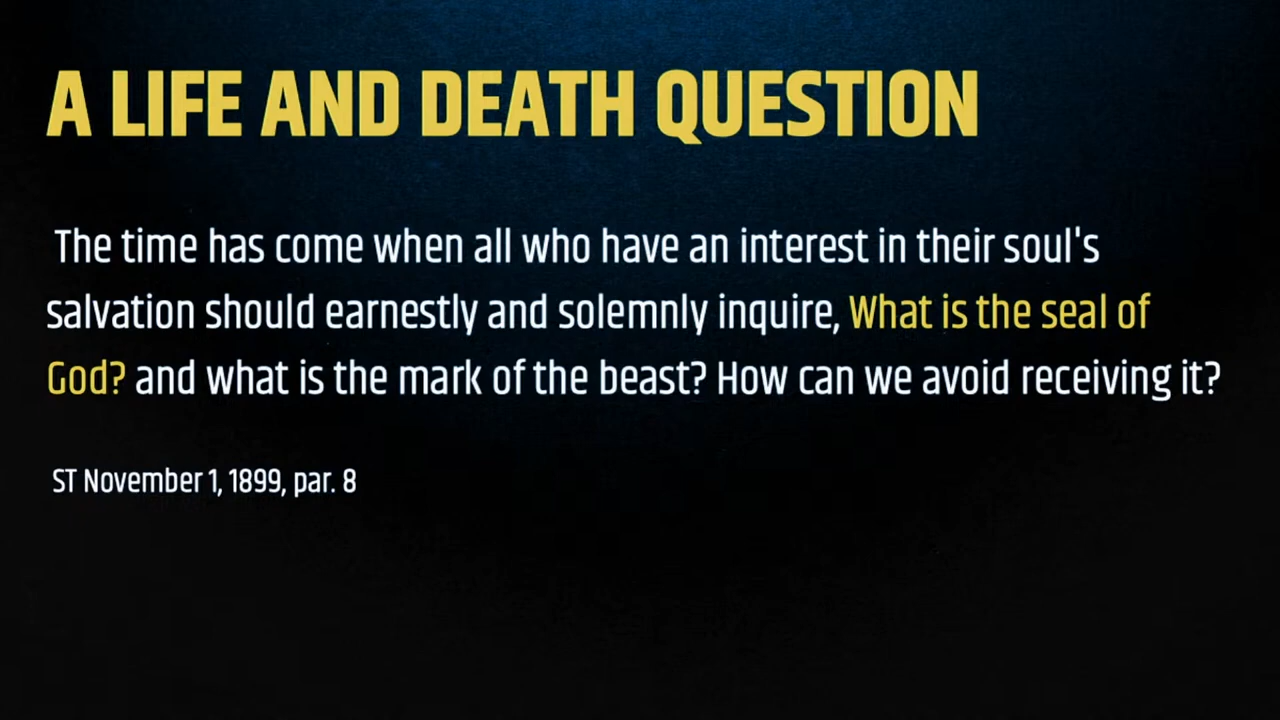 A LIFE AND DEATH QUESTION
The time has come when all who have an interest in their soul's
salvation should earnestly and solemnly inquire, What is the seal of
God? and what is the mark of the beast? How can we avoid receiving it?
ST November 1, 1899, par. 8